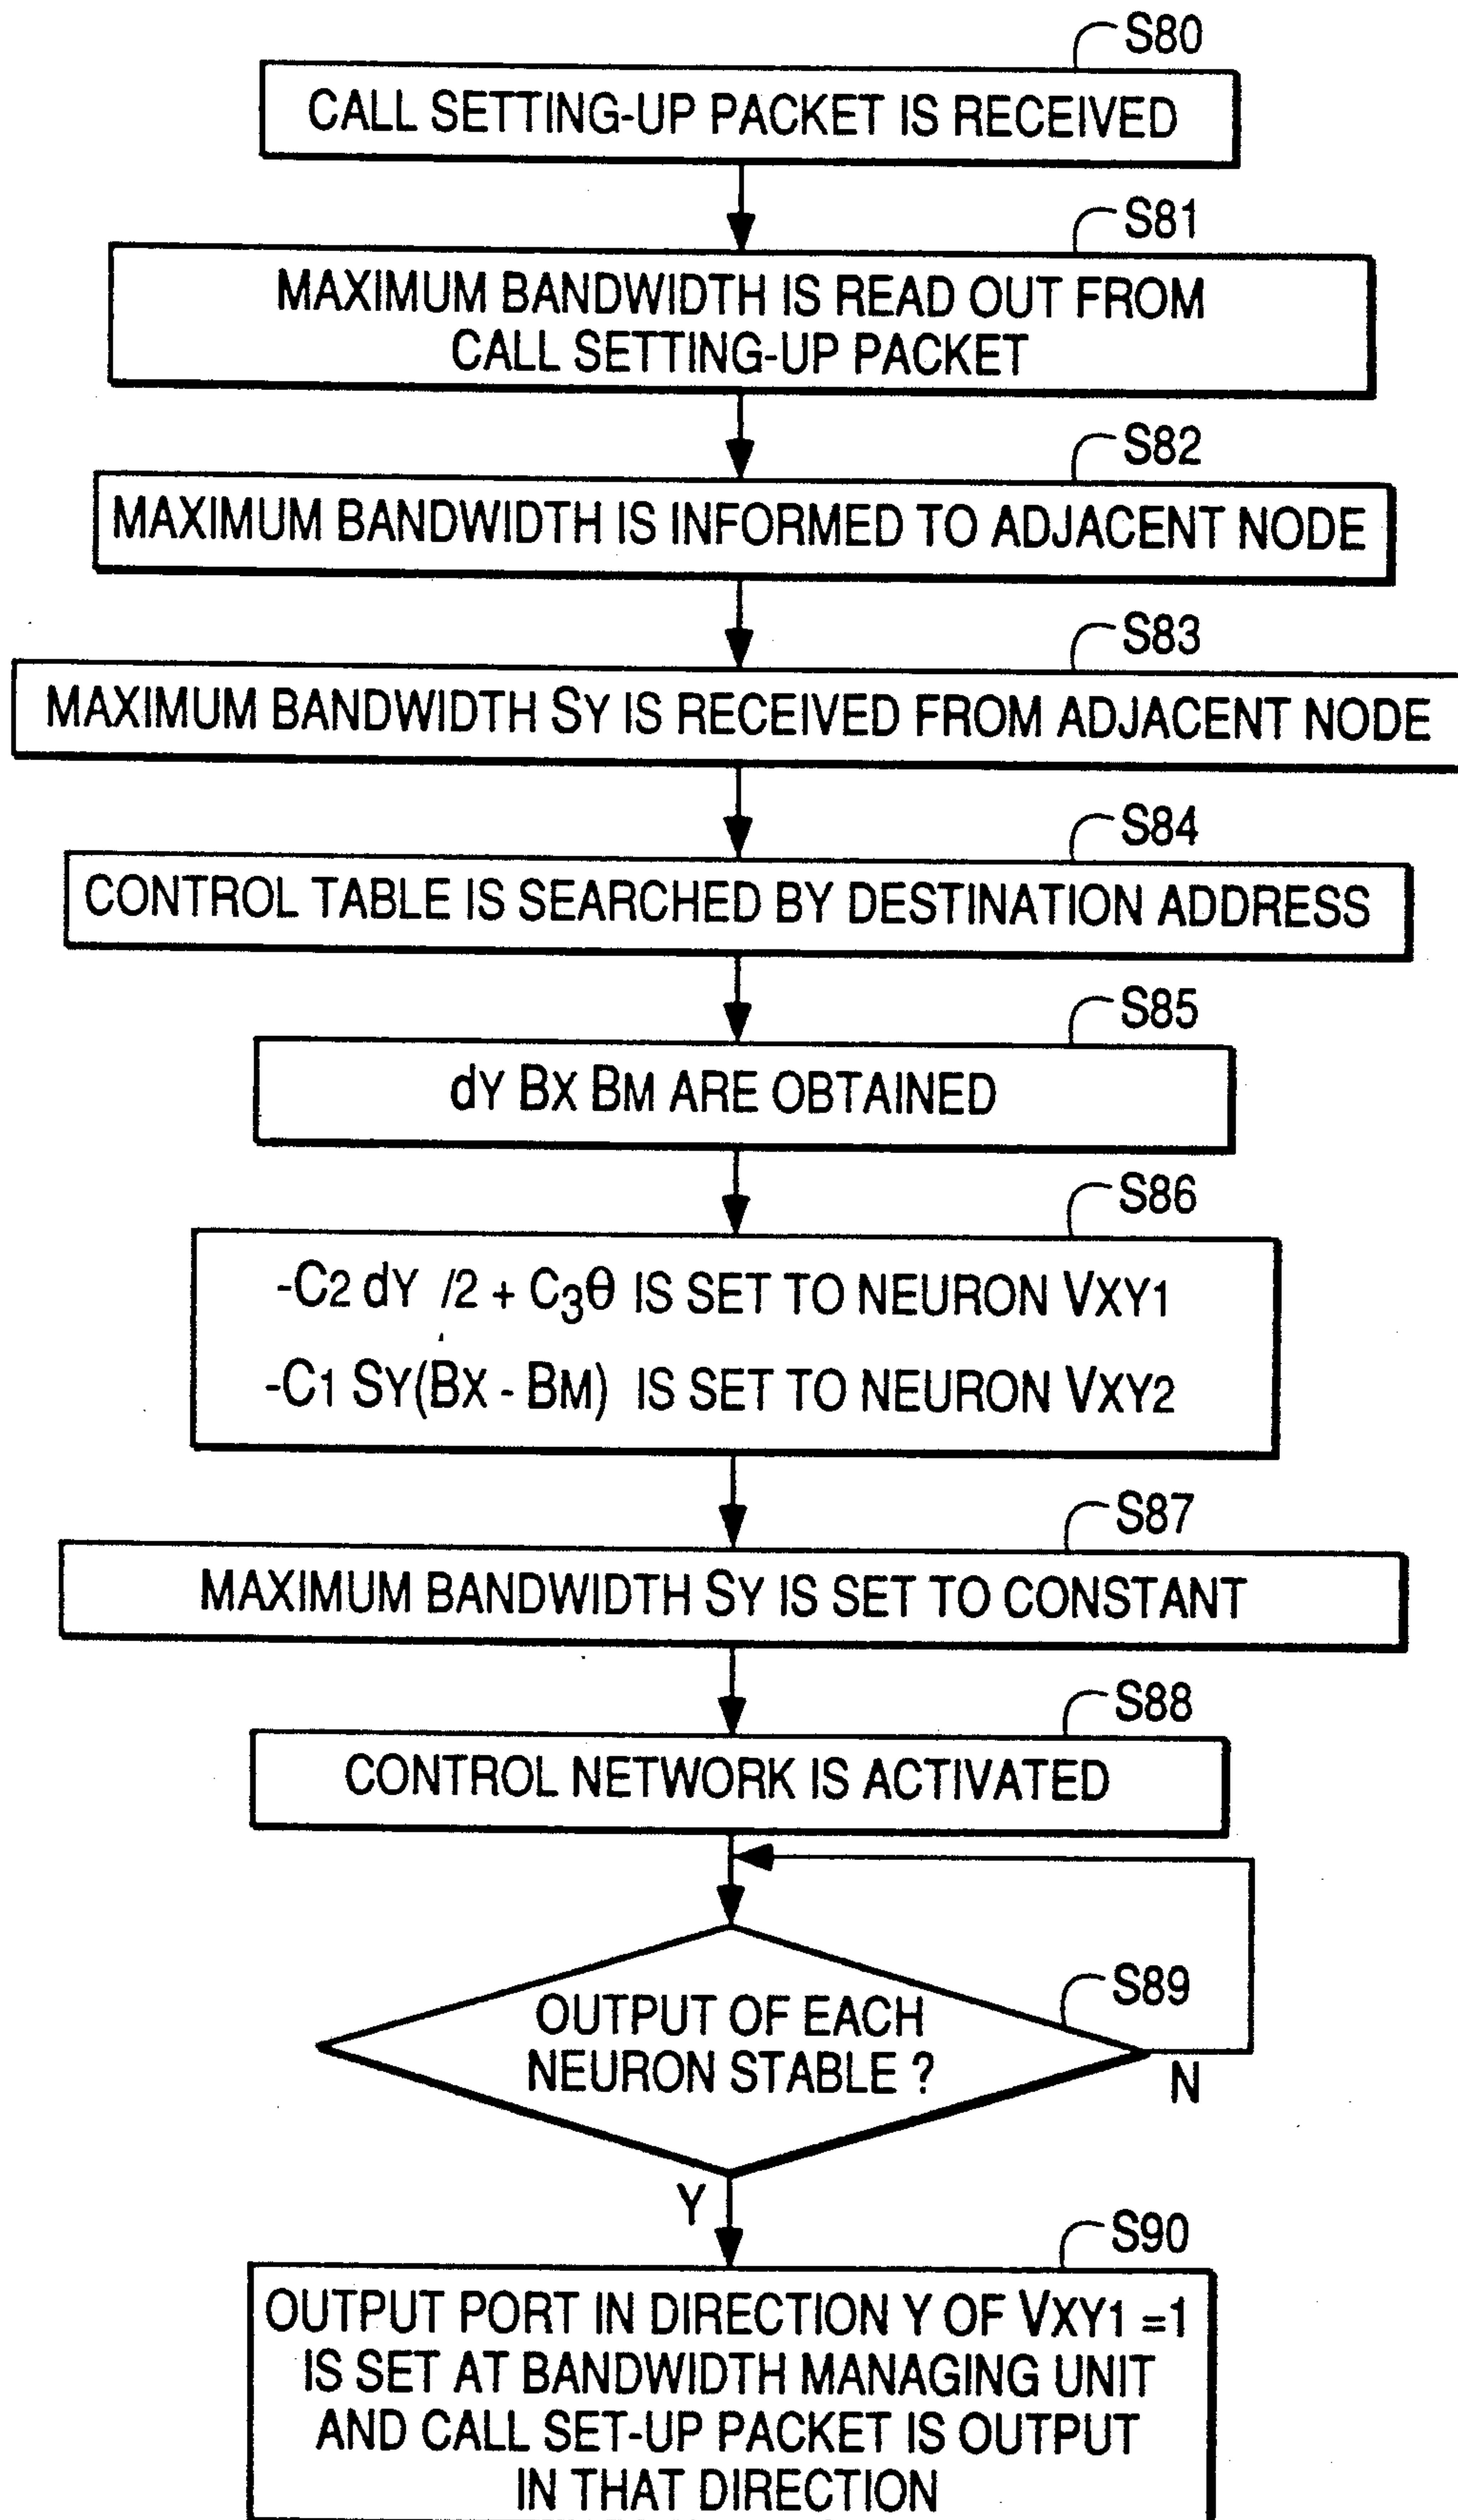 S80
CALL SETTING-UP PACKET IS RECEIVED
S81
MAXIMUM BANDWIDTH IS READ OUT FROM
CALL SETTING-UP PACKET
S82
MAXIMUM BANDWIDTH IS INFORMED TO ADJACENT NODE
S83
MAXIMUM BANDWIDTH SY IS RECEIVED FROM ADJACENT NODE
S84
CONTROL TABLE IS SEARCHED BY DESTINATION ADDRESS
S85
dY BX BM ARE OBTAINED
S86
-C2 dY /2 + C3θ IS SET TO NEURON VXY1
-C1 SY(BX - BM) IS SET TO NEURON VXY2
S87
MAXIMUM BANDWIDTH SY IS SET TO CONSTANT
S88
CONTROL NETWORK IS ACTIVATED
S89
OUTPUT OF EACH
NEURON STABLE ?
N
Y
S90
OUTPUT PORT IN DIRECTION Y OF VXY1 =1
IS SET AT BANDWIDTH MANAGING UNIT
AND CALL SET-UP PACKET IS OUTPUT
IN THAT DIRECTION